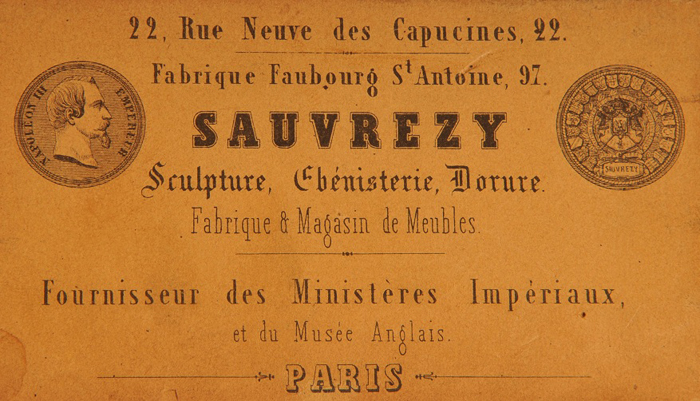 22, Rue Neuve des Capucines, 22.
Fabrique Faubourg St Antoine, 97.
NAPOLEON III EMPEREUR
SAUVREZY
SAUVREZY
Sculpture, Ebénisterie, Dorure.
Fabrique & Magasin de Meubles.
Fournisseur des Ministères Impériaux,
et du Musée Anglais.
PARIS